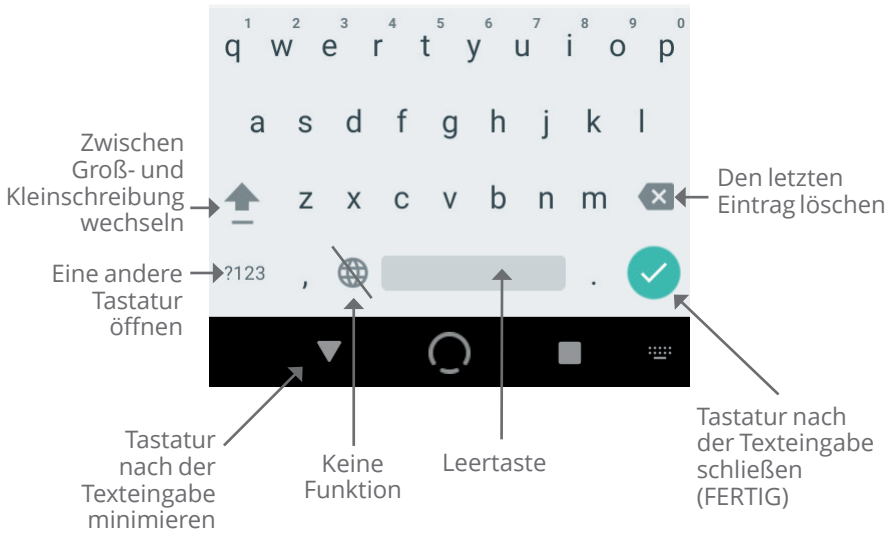 1 2 3 4 5 6 7 8 9 0
q w e r t y u i o p
a s d f g h j k l
Zwischen
Groß- und
Kleinschreibung
wechseln
z x c v b n m
Den letzten
Eintrag löschen
Eine andere
Tastatur
öffnen
?123 , .
Tastatur
nach der
Texteingabe
minimieren
Keine
Funktion
Leertaste
Tastatur nach
der Texteingabe
schließen
(FERTIG)